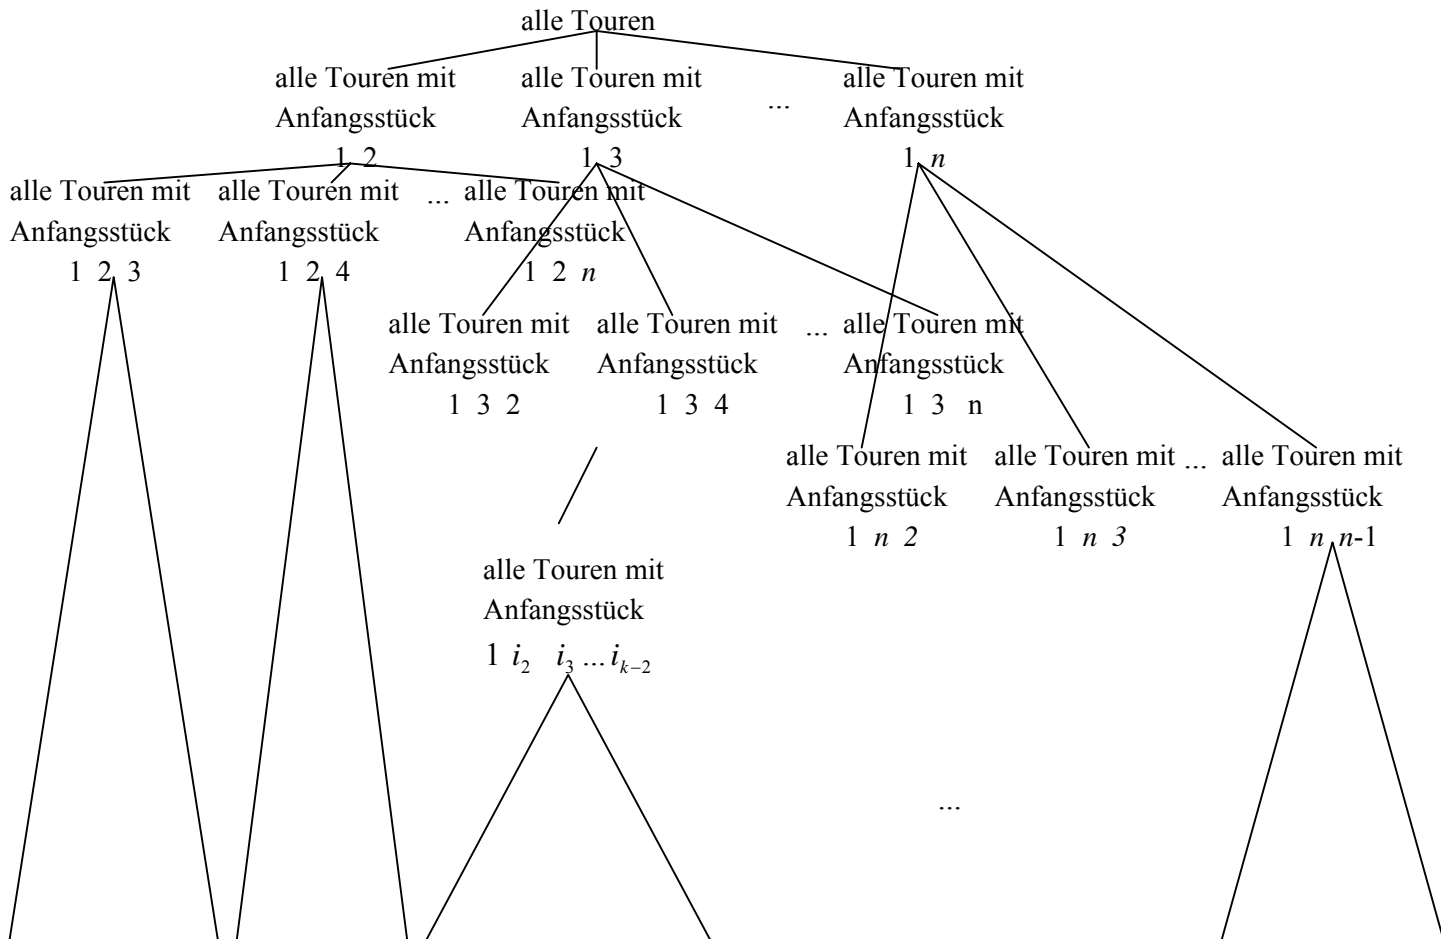 alle Touren
alle Touren mit
Anfangsstück
1 2
alle Touren mit
Anfangsstück
1 3
...
alle Touren mit
Anfangsstück
1 n
alle Touren mit
Anfangsstück
1 2 3
alle Touren mit
Anfangsstück
1 2 4
...
alle Touren mit
Anfangsstück
1 2 n
alle Touren mit
Anfangsstück
1 3 2
alle Touren mit
Anfangsstück
1 3 4
...
alle Touren mit
Anfangsstück
1 3 n
alle Touren mit
Anfangsstück
1 n 2
alle Touren mit
Anfangsstück
1 n 3
...
alle Touren mit
Anfangsstück
1 n n-1
alle Touren mit
Anfangsstück
1 i₂ i₃ ... iₖ₋₂
...